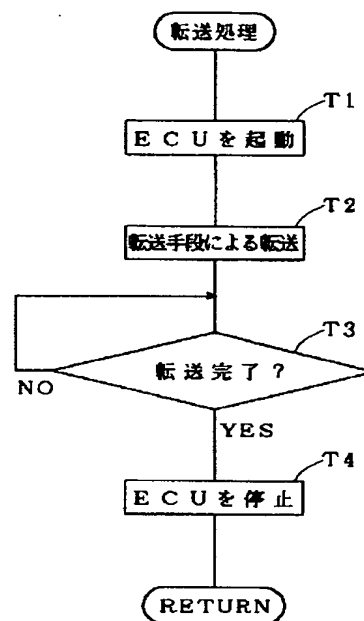 転送処理
T1
ECUを起動
T2
転送手段による転送
T3
転送完了？
NO
YES
T4
ECUを停止
RETURN